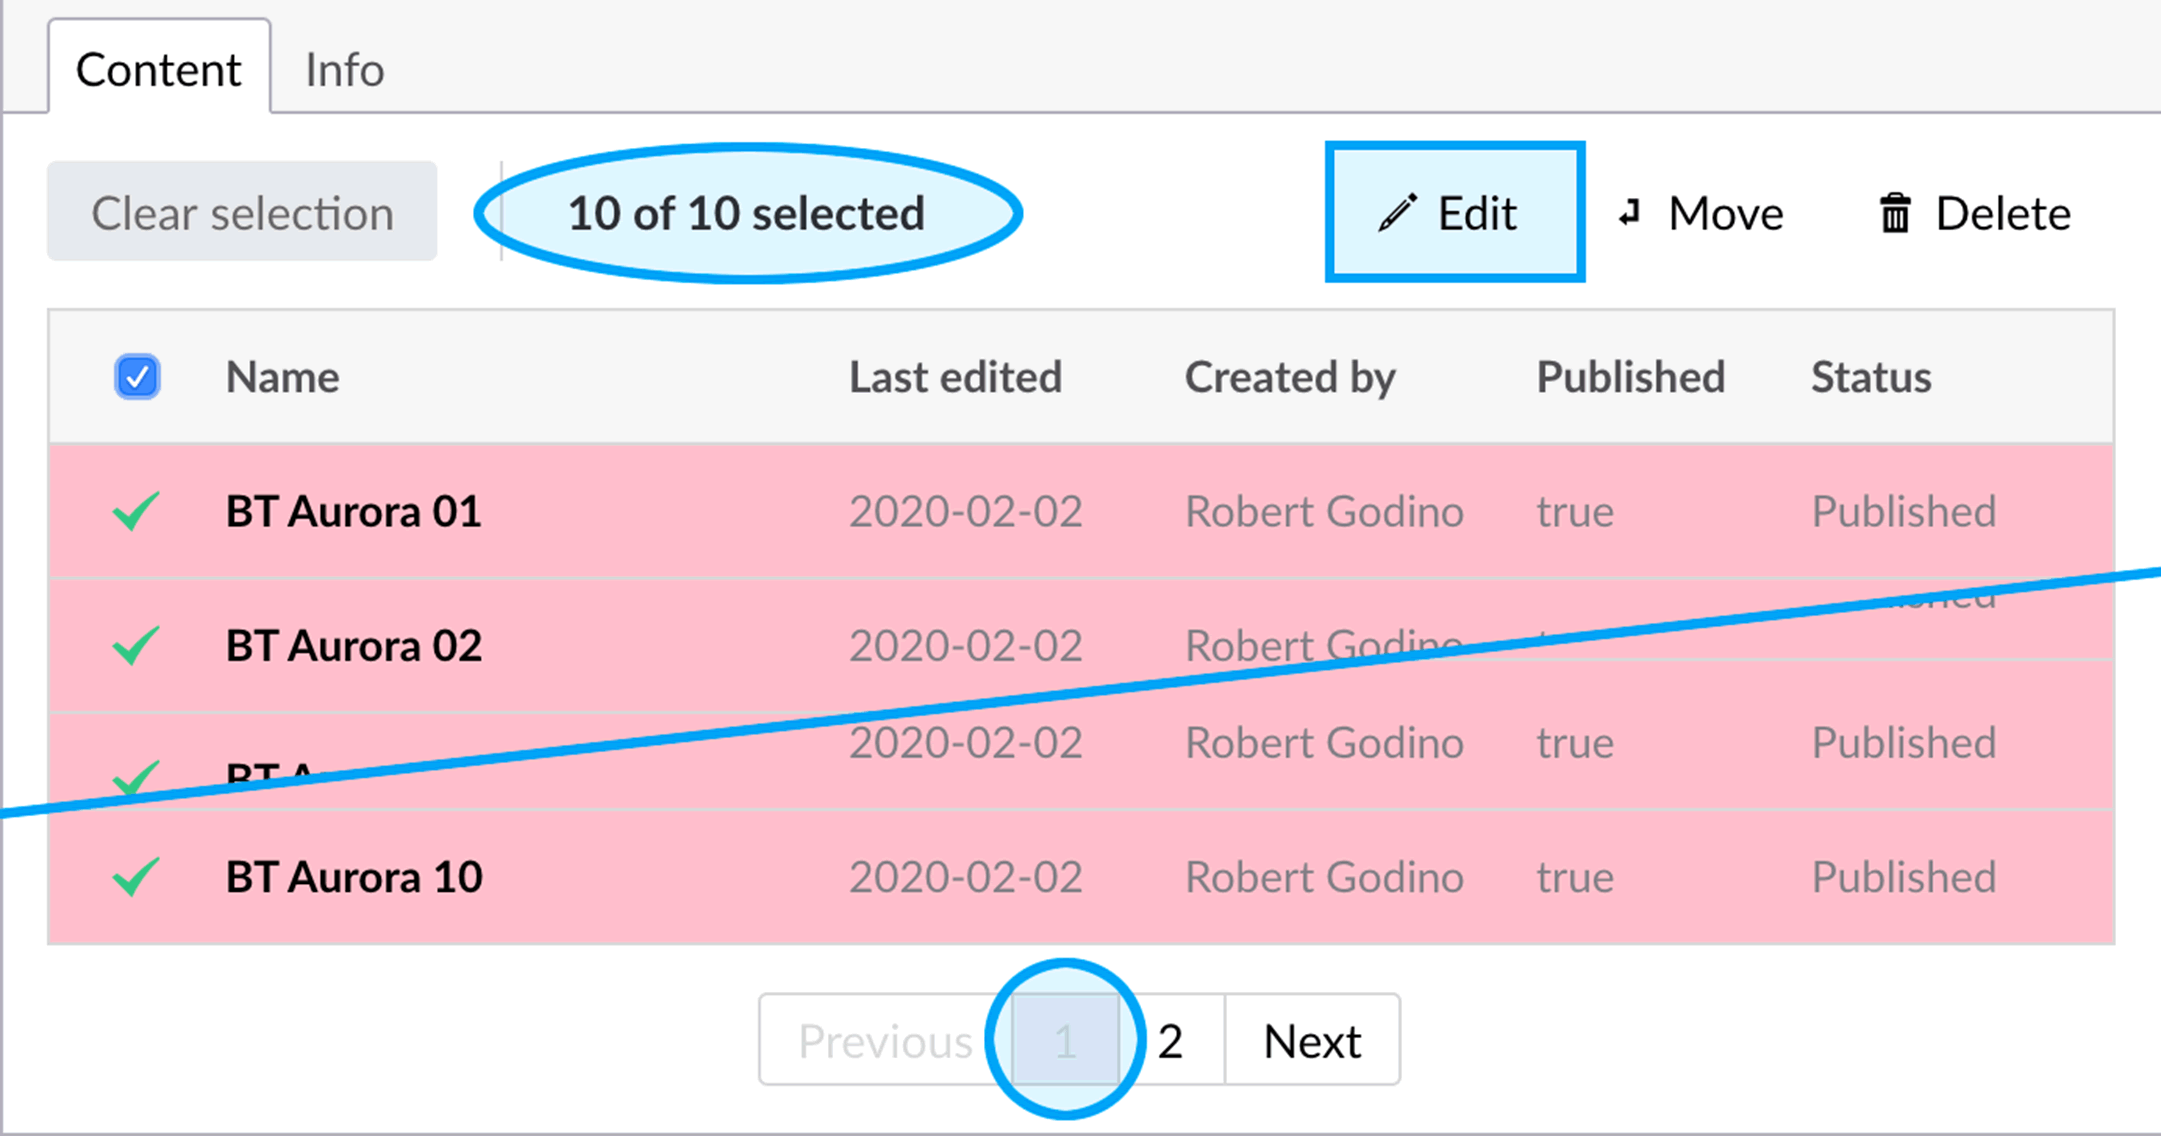 Content Info
Clear selection 10 of 10 selected Edit Move Delete
Name Last edited Created by Published Status
BT Aurora 01 2020-02-02 Robert Godino true Published
BT Aurora 02 2020-02-02 Robert Godino
BT 2020-02-02 Robert Godino true Published
BT Aurora 10 2020-02-02 Robert Godino true Published
Previous 1 2 Next